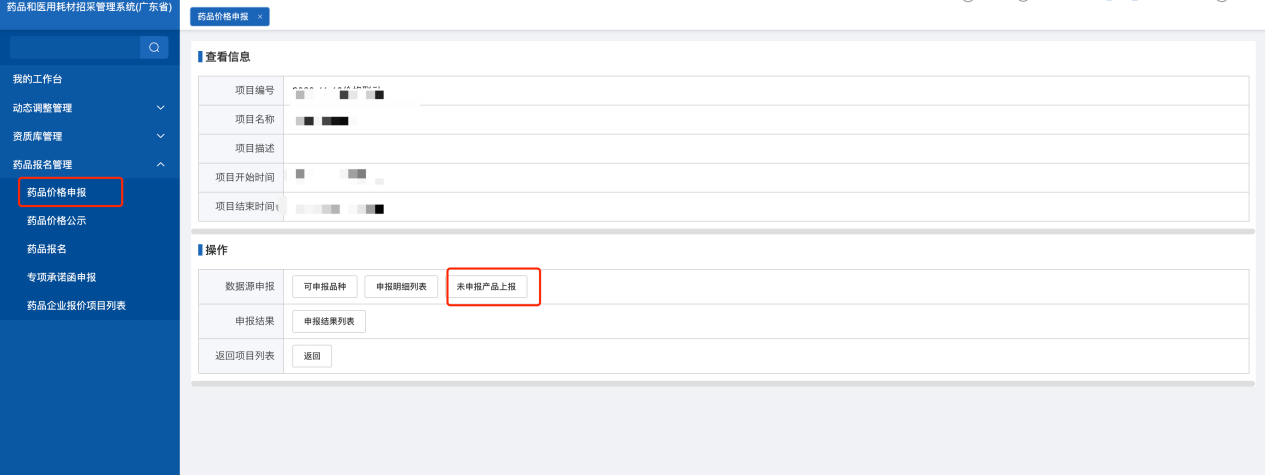 药品和医用耗材招采管理系统(广东省)
药品价格申报 ×
我的工作台
动态调整管理
资质库管理
药品报名管理
药品价格申报
药品价格公示
药品报名
专项承诺函申报
药品企业报价项目列表
查看信息
项目编号
项目名称
项目描述
项目开始时间
项目结束时间
操作
数据源申报 可申报品种 申报明细列表 未申报产品上报
申报结果 申报结果列表
返回项目列表 返回